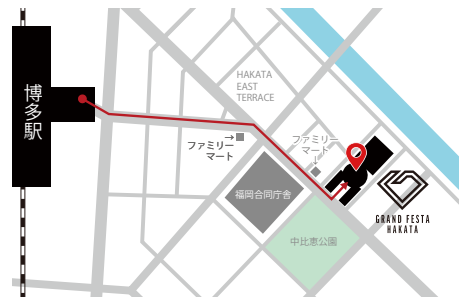 博多駅
HAKATA
EAST
TERRACE
→
ファミリー
マート
ファミリー
マート
↓
福岡合同庁舎
中比恵公園
GRAND FESTA
HAKATA